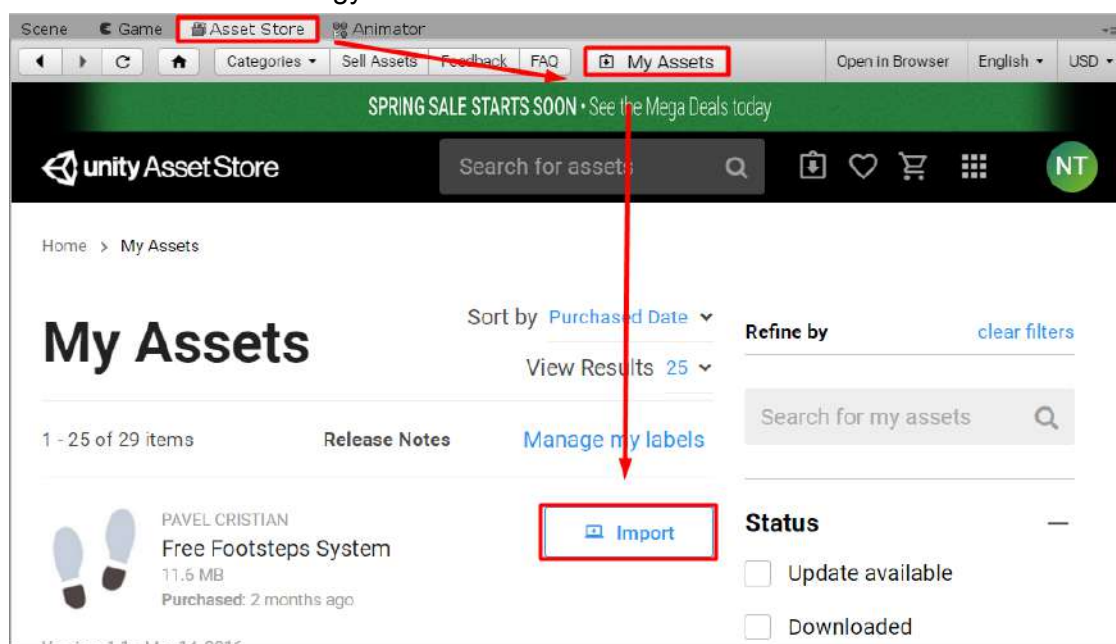 gy
Scene Game Asset Store Animator
Categories Sell Assets Feedback FAQ My Assets Open in Browser English USD
SPRING SALE STARTS SOON • See the Mega Deals today
unity Asset Store Search for assets NT
Home > My Assets
My Assets
Sort by Purchased Date
View Results 25
Refine by clear filters
Search for my assets
1 - 25 of 29 items Release Notes Manage my labels
PAVEL CRISTIAN
Free Footsteps System
11.6 MB
Purchased: 2 months ago
Import
Status
Update available
Downloaded